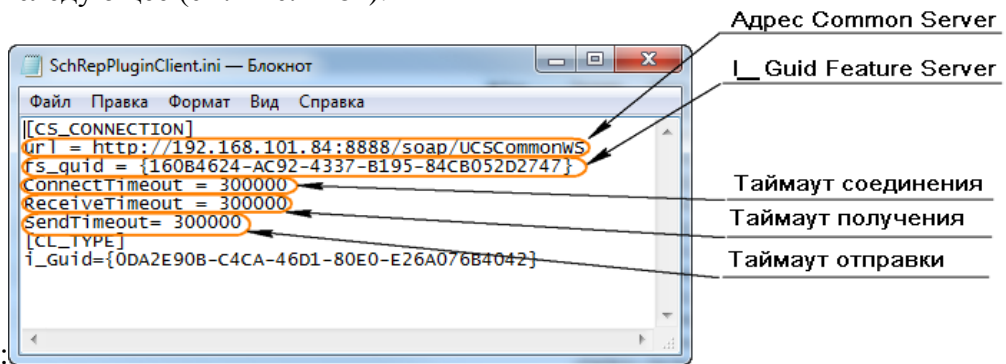 Адрес Common Server
SchRepPluginClient.ini — Блокнот
I__Guid Feature Server
Файл Правка Формат Вид Справка
[CS_CONNECTION]
url = http://192.168.101.84:8888/soap/UCSCommonWS
fs_guid = {160B4624-AC92-4337-B195-84CB052D2747}
ConnectTimeout = 300000
Таймаут соединения
ReceiveTimeout = 300000
Таймаут получения
SendTimeout= 300000
[CL_TYPE]
i_Guid={0DA2E90B-C4CA-46D1-80E0-E26A076B4042}
Таймаут отправки
: